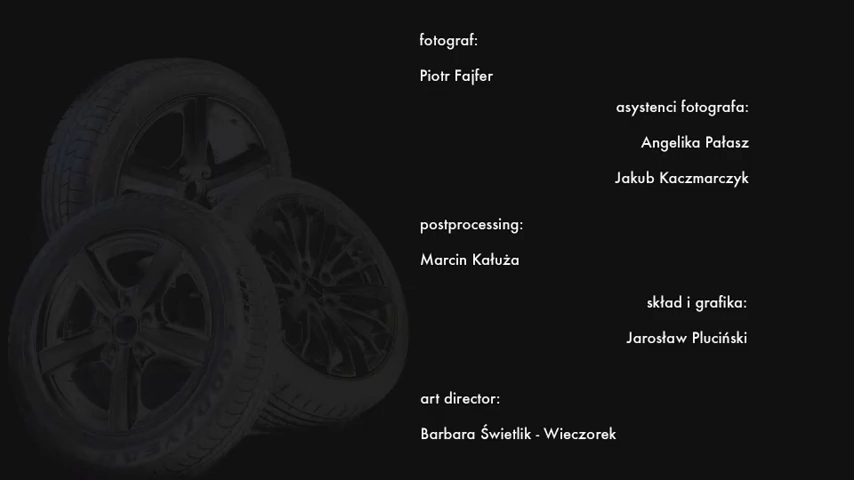 fotograf:
Piotr Fajfer
asystenci fotografa:
Angelika Pałasz
Jakub Kaczmarczyk
postprocessing:
Marcin Kałuża
skład i grafika:
Jarosław Pluciński
art director:
Barbara Świetlik - Wieczorek